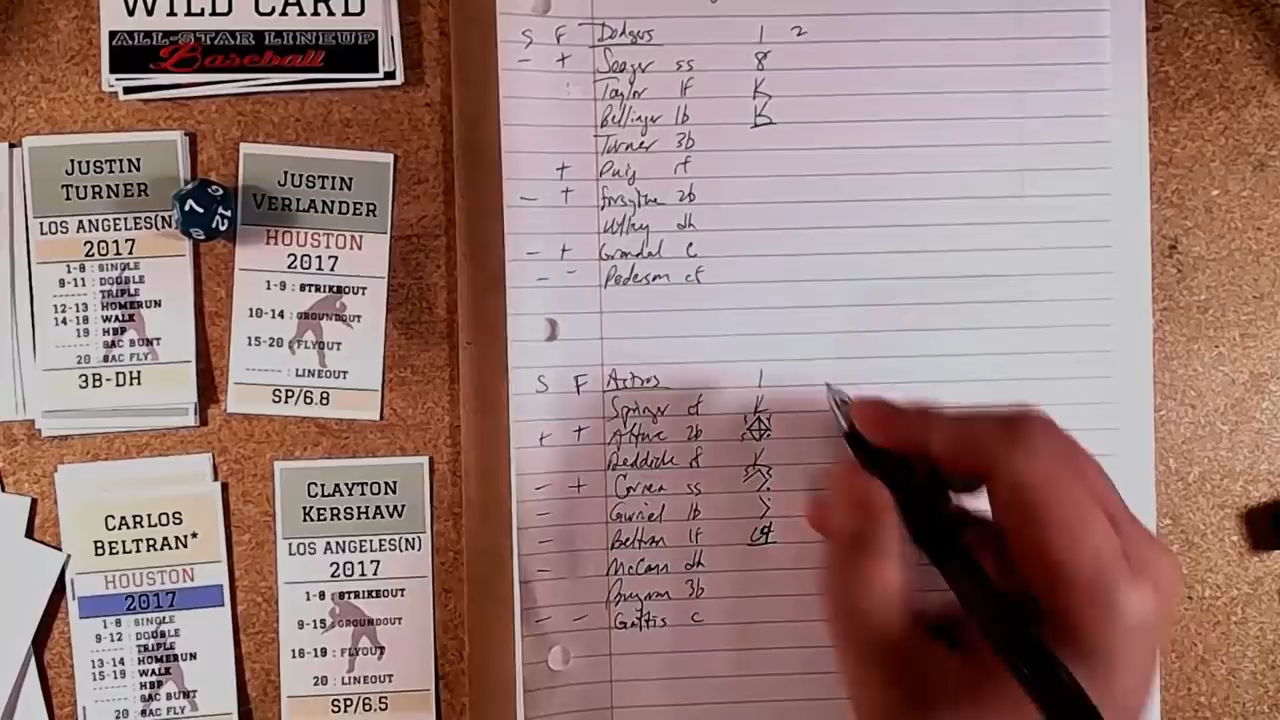 WILD CARD
ALL-STAR LINEUP
Baseball
JUSTIN
TURNER
LOS ANGELES(N)
2017
1-8 : SINGLE
9-11 : DOUBLE
------ : TRIPLE
12-13 : HOMERUN
14-18 : WALK
19 : HBP
------ : SAC BUNT
20 : SAC FLY
3B-DH
7
12
JUSTIN
VERLANDER
HOUSTON
2017
1-9 : STRIKEOUT
10-14 : GROUNDOUT
15-20 : FLYOUT
------ : LINEOUT
SP/6.8
CARLOS
BELTRAN*
HOUSTON
2017
1-8 : SINGLE
9-12 : DOUBLE
------ : TRIPLE
13-14 : HOMERUN
15-19 : WALK
------ : HBP
------ : SAC BUNT
20 : SAC FLY
CLAYTON
KERSHAW
LOS ANGELES(N)
2017
1-8 : STRIKEOUT
9-15 : GROUNDOUT
16-19 : FLYOUT
20 : LINEOUT
SP/6.5
S F Dodgers 1 2
- + Seager ss 8
Taylor lf K
Bellinger 1b K
Turner 3b
+ Puig rf
- + Forsythe 2b
Utley dh
- + Grandal c
- - Pederson cf
S F Astros 1
Springer cf K
+ + Altuve 2b
Reddick rf K
- + Correa ss
- Gurriel 1b
- Beltran lf
- McCann dh
Bregman 3b
- - Gattis c